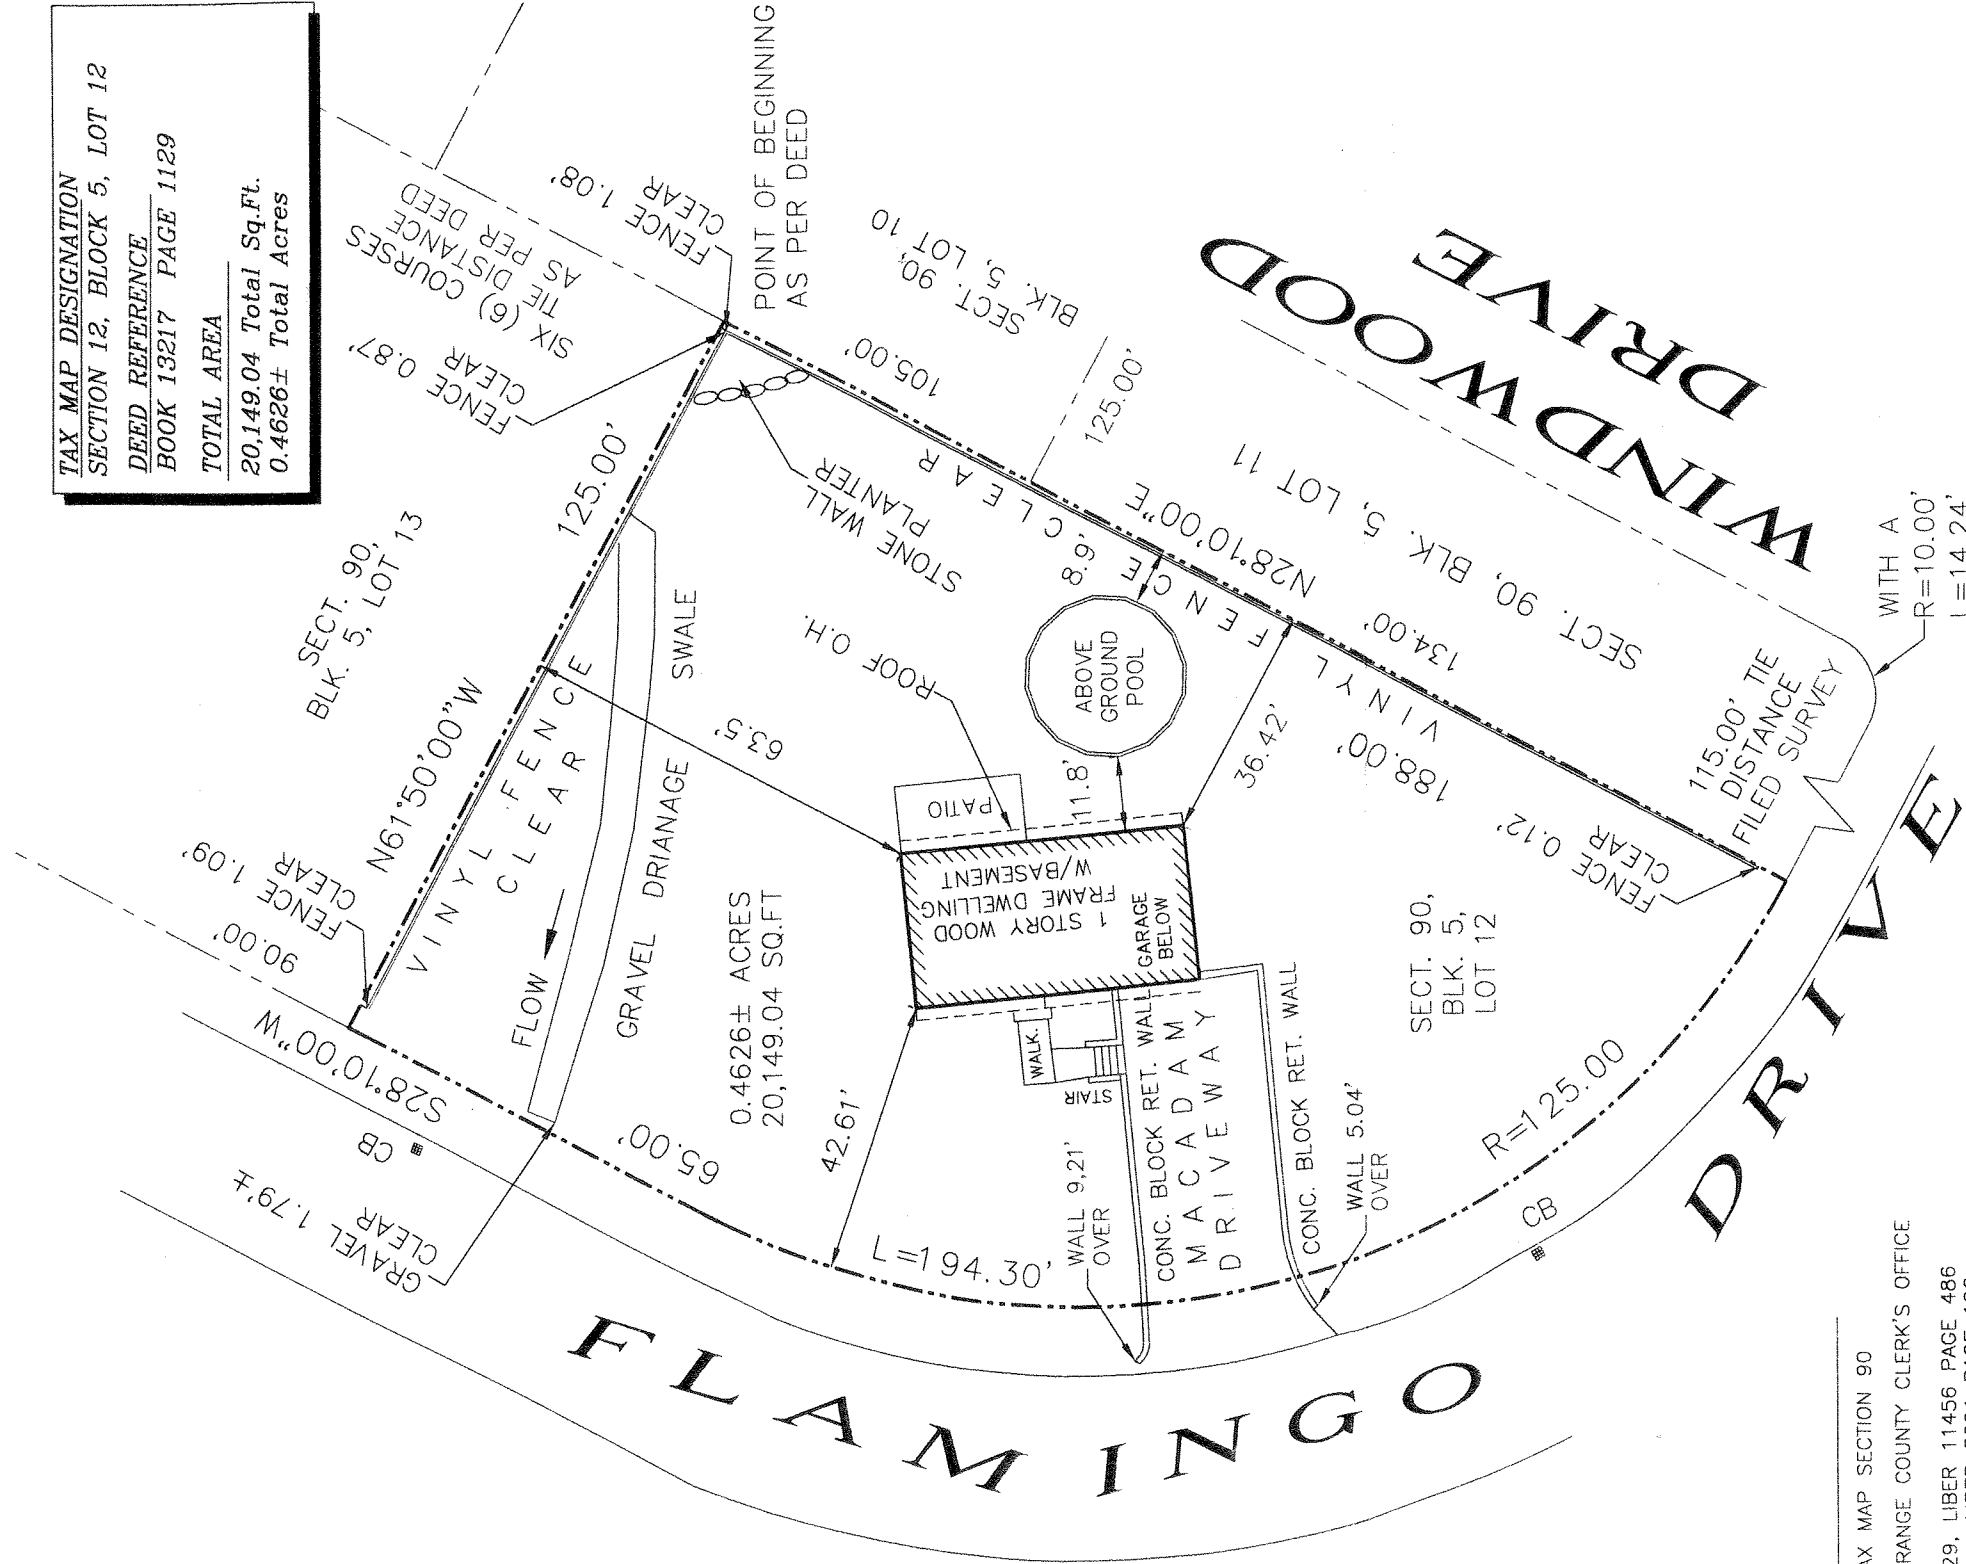 TAX MAP DESIGNATION
SECTION 12, BLOCK 5, LOT 12
DEED REFERENCE
BOOK 13217 PAGE 1129
TOTAL AREA
20,149.04 Total Sq.Ft.
0.4626± Total Acres
SIX (6) COURSES
TIE DISTANCE
AS PER DEED
FENCE 1.08'
CLEAR
POINT OF BEGINNING
AS PER DEED
FENCE 0.87'
CLEAR
SECT. 90,
BLK. 5, LOT 10
SECT. 90,
BLK. 5, LOT 13
125.00'
105.00'
STONE WALL
PLANTER
125.00'
WINDWOOD
DRIVE
N61°50'00"W
VINYL FENCE
CLEAR
SWALE
63.5'
ROOF O.H.
8.9'
VINYL FENCE CLEAR
N28°10'00"E
134.00'
SECT. 90, BLK. 5, LOT 11
ABOVE
GROUND
POOL
90.00'
FENCE 1.09'
CLEAR
FLOW
GRAVEL DRIANAGE
PATIO
11.8'
36.42'
188.00'
115.00' TIE
DISTANCE
FILED SURVEY
WITH A
R=10.00'
L=14.24'
FENCE 0.12'
CLEAR
S28°10'00"W
CB
65.00'
0.4626± ACRES
20,149.04 SQ.FT
1 STORY WOOD
FRAME DWELLING
W/BASEMENT
GARAGE
BELOW
SECT. 90,
BLK. 5,
LOT 12
GRAVEL 1.79'±
CLEAR
42.61'
WALK.
STAIR
CONC. BLOCK RET. WALL
MACADAM
DRIVEWAY
CONC. BLOCK RET. WALL
WALL 9,21'
OVER
WALL 5.04'
OVER
L=194.30'
R=125.00
CB
FLAMINGO
DRIVE
AX MAP SECTION 90
RANGE COUNTY CLERK'S OFFICE
29, LIBER 11456 PAGE 486